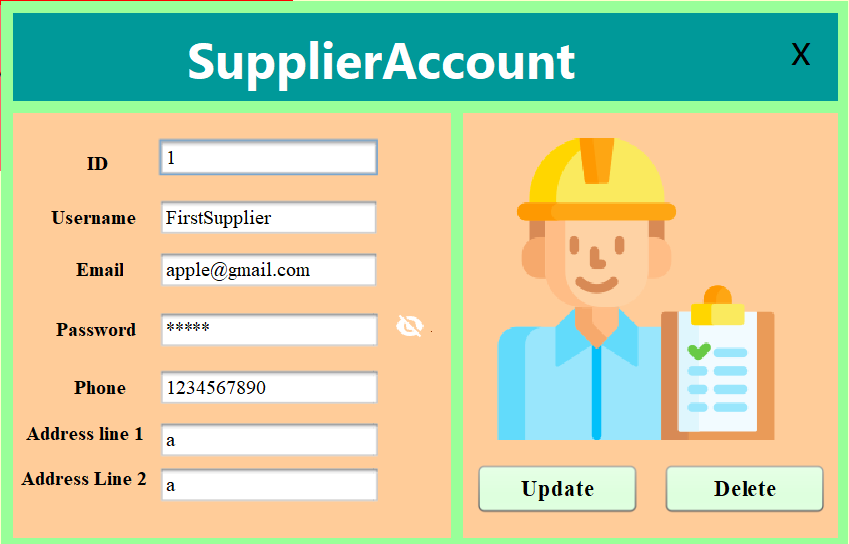 SupplierAccount X
ID 1
Username FirstSupplier
Email apple@gmail.com
Password *****
Phone 1234567890
Address line 1 a
Address Line 2 a
Update Delete